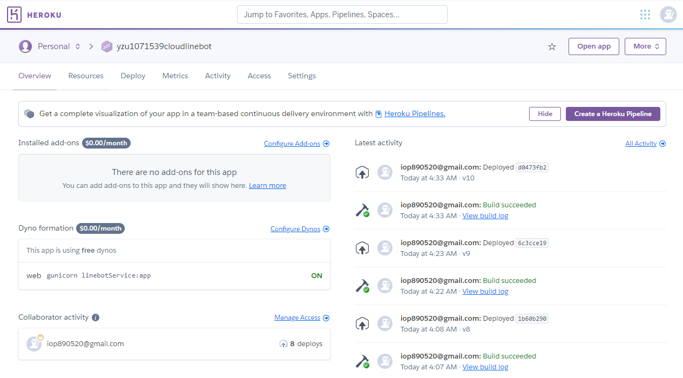 HEROKU
Jump to Favorites, Apps, Pipelines, Spaces...
Personal
yzu1071539cloudlinebot
Open app
More
Overview
Resources
Deploy
Metrics
Activity
Access
Settings
Get a complete visualization of your app in a team-based continuous delivery environment with Heroku Pipelines.
Hide
Create a Heroku Pipeline
Installed add-ons $0.00/month
Configure Add-ons
There are no add-ons for this app
You can add add-ons to this app and they will show here. Learn more
Dyno formation $0.00/month
Configure Dynos
This app is using free dynos
web gunicorn linebotService:app ON
Collaborator activity
Manage Access
iop890520@gmail.com 8 deploys
Latest activity
All Activity
iop890520@gmail.com: Deployed d0473fb2
Today at 4:33 AM · v10
iop890520@gmail.com: Build succeeded
Today at 4:33 AM · View build log
iop890520@gmail.com: Deployed 6c3cce19
Today at 4:23 AM · v9
iop890520@gmail.com: Build succeeded
Today at 4:22 AM · View build log
iop890520@gmail.com: Deployed 1b60b290
Today at 4:08 AM · v8
iop890520@gmail.com: Build succeeded
Today at 4:07 AM · View build log